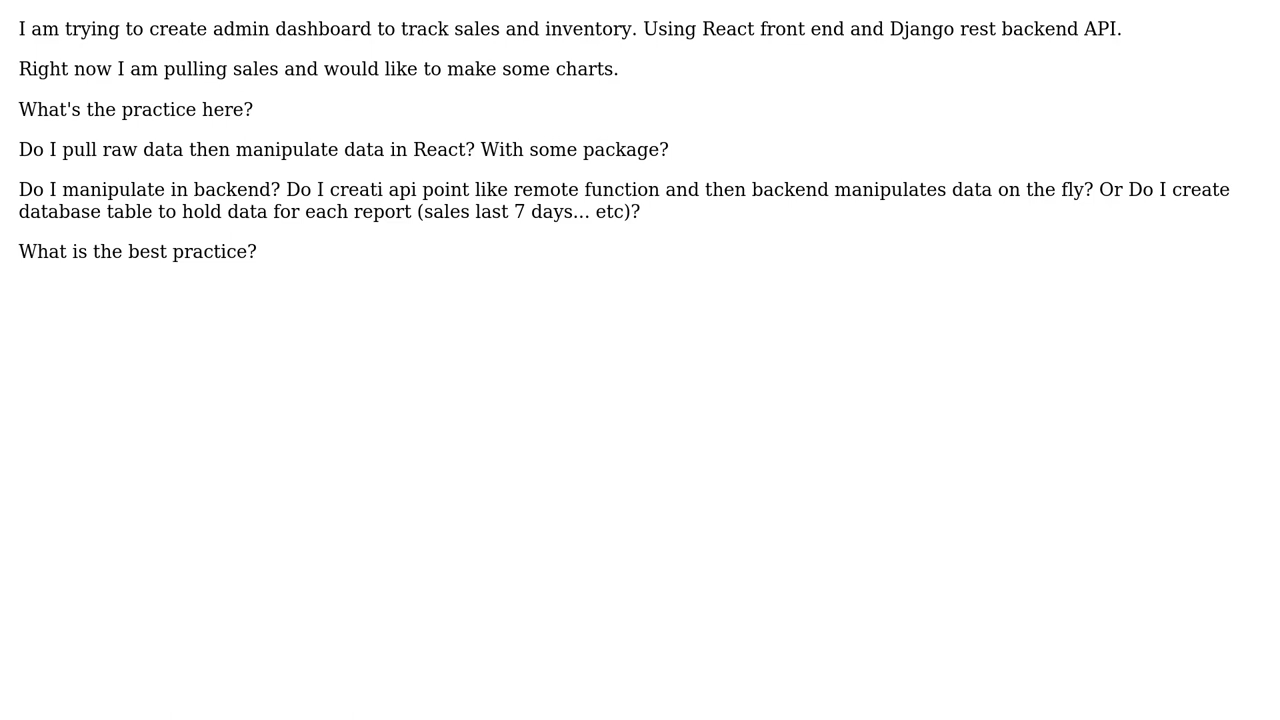 I am trying to create admin dashboard to track sales and inventory. Using React front end and Django rest backend API.
Right now I am pulling sales and would like to make some charts.
What's the practice here?
Do I pull raw data then manipulate data in React? With some package?
Do I manipulate in backend? Do I creati api point like remote function and then backend manipulates data on the fly? Or Do I create
database table to hold data for each report (sales last 7 days... etc)?
What is the best practice?